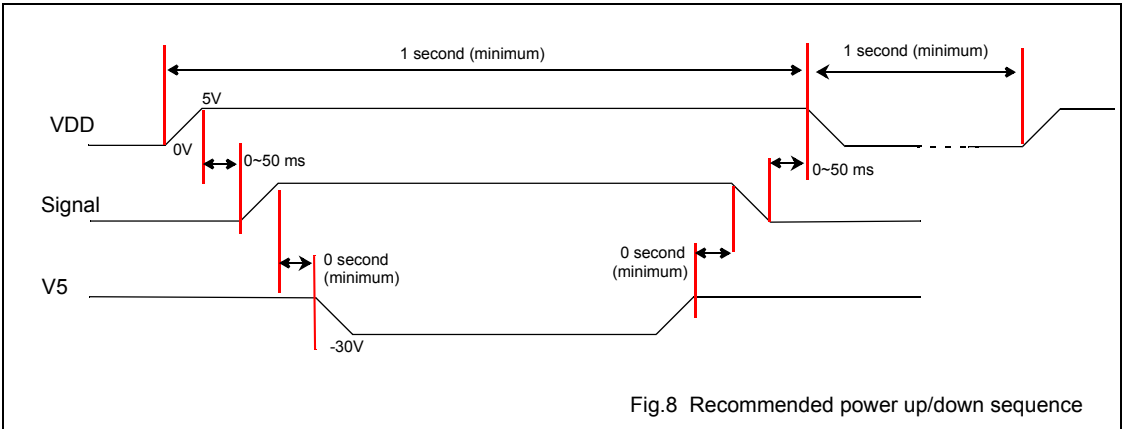 1 second (minimum)
1 second (minimum)
5V
VDD
0V
0~50 ms
0~50 ms
Signal
0 second
(minimum)
0 second
(minimum)
V5
-30V
Fig.8 Recommended power up/down sequence